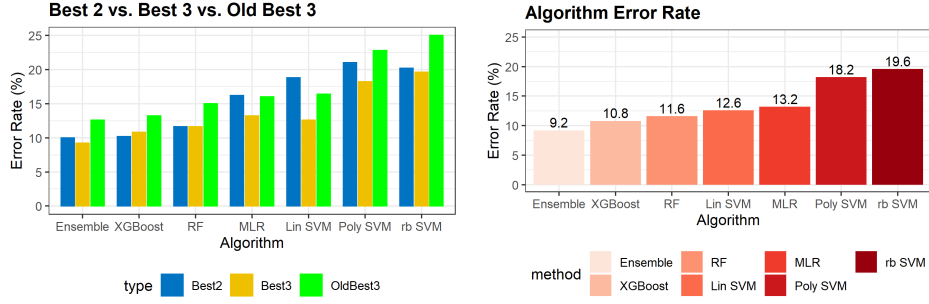 Best 2 vs. Best 3 vs. Old Best 3
Error Rate (%)
25
20
15
10
5
0
Ensemble XGBoost RF MLR Lin SVM Poly SVM rb SVM
Algorithm
type Best2 Best3 OldBest3
Algorithm Error Rate
Error Rate (%)
25
20
15
10
5
0
9.2 10.8 11.6 12.6 13.2 18.2 19.6
Ensemble XGBoost RF Lin SVM MLR Poly SVM rb SVM
Algorithm
method
Ensemble RF MLR rb SVM
XGBoost Lin SVM Poly SVM